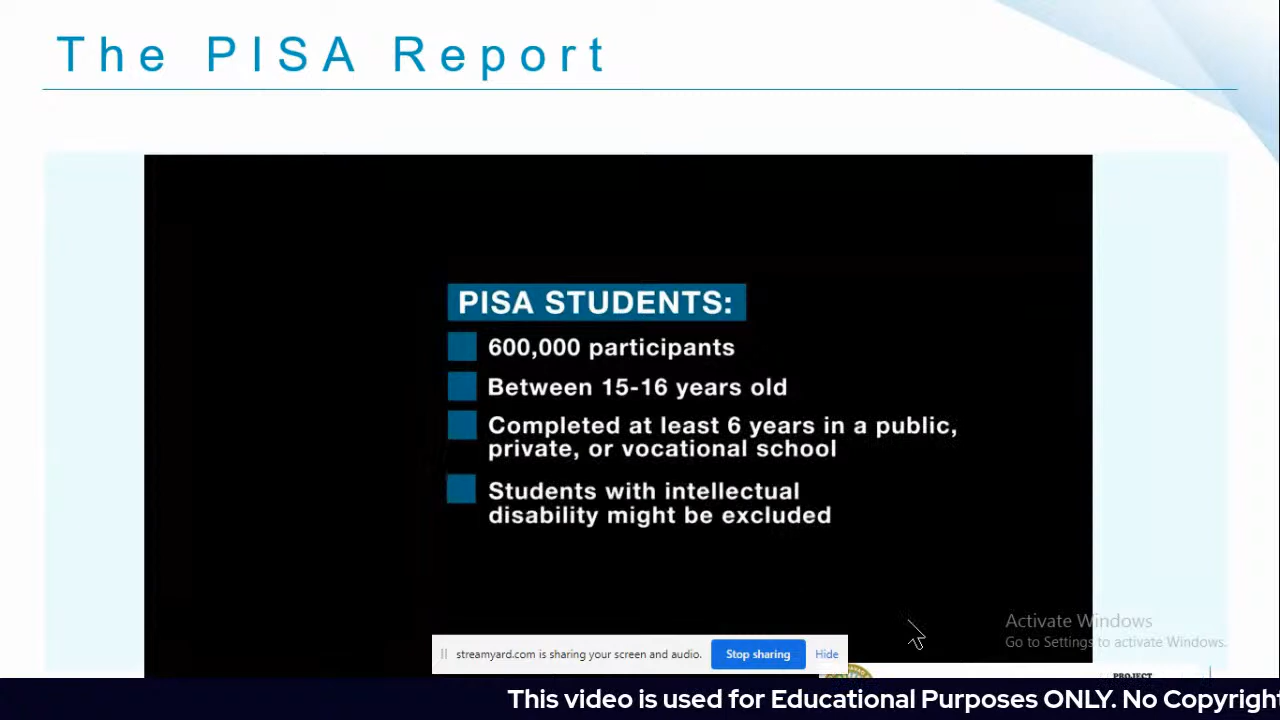 The PISA Report
PISA STUDENTS:
600,000 participants
Between 15-16 years old
Completed at least 6 years in a public,
private, or vocational school
Students with intellectual
disability might be excluded
Activate Windows
Go to Settings to activate Windows.
streamyard.com is sharing your screen and audio.
Stop sharing
Hide
PROJECT
This video is used for Educational Purposes ONLY. No Copyrigh